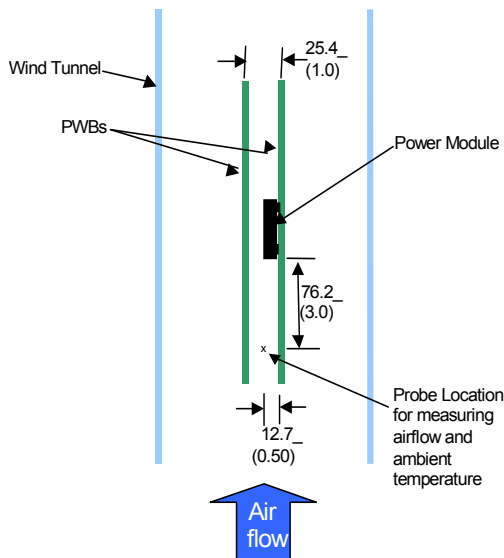 25.4_
(1.0)
Wind Tunnel
PWBs
Power Module
76.2_
(3.0)
x
Probe Location
for measuring
airflow and
ambient
temperature
12.7_
(0.50)
Air
flow